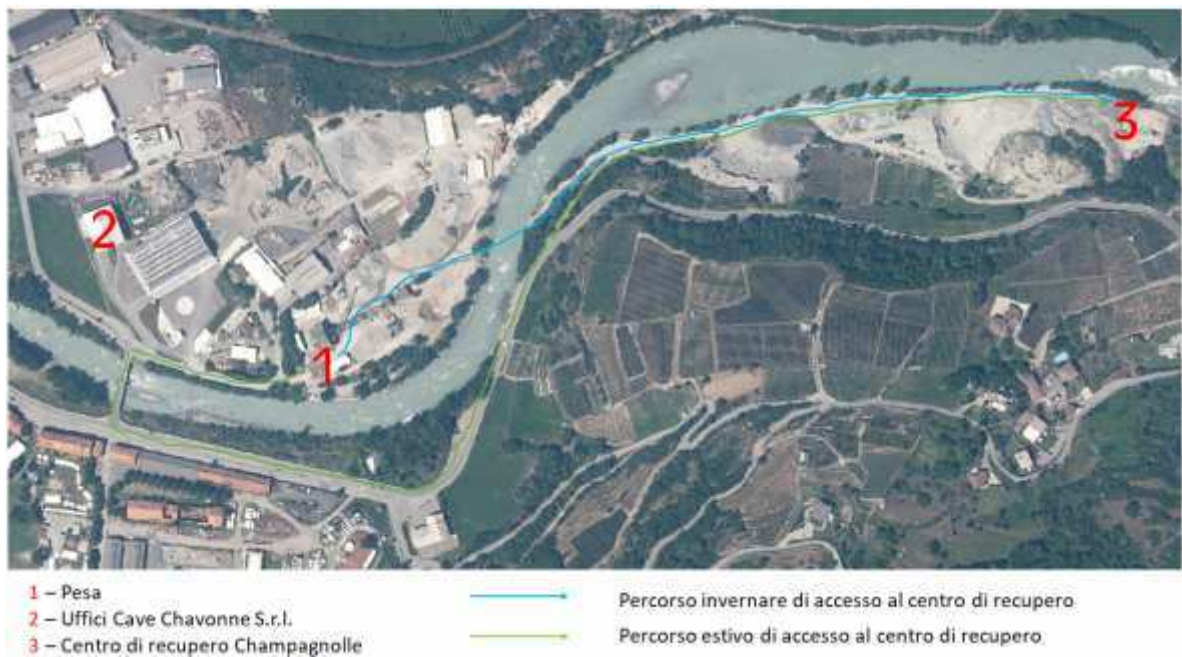 2
3
1
1 – Pesa
2 – Uffici Cave Chavonne S.r.l.
3 – Centro di recupero Champagnolle
Percorso invernare di accesso al centro di recupero
Percorso estivo di accesso al centro di recupero